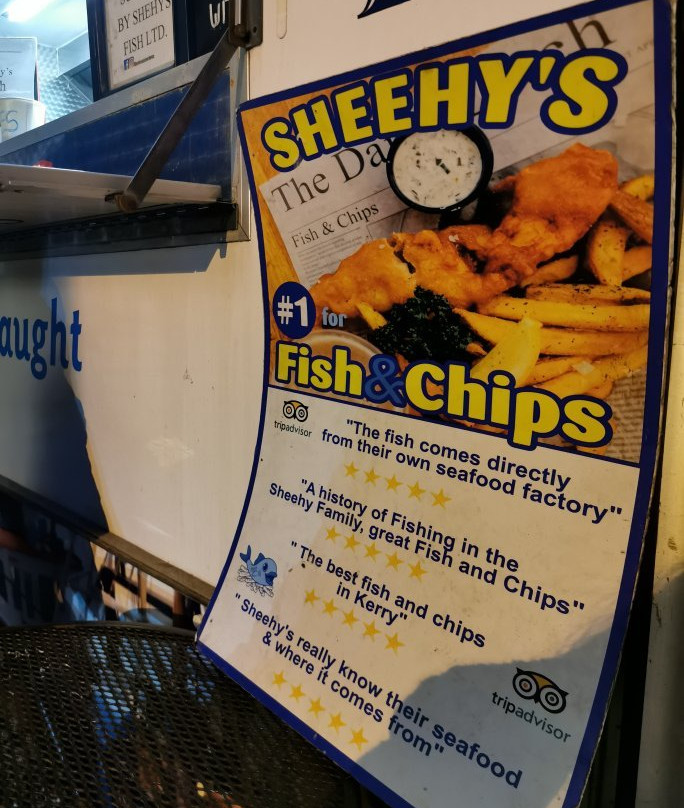 BY SHEHY'S
FISH LTD.
SHEEHY'S
The Da
Fish & Chips
#1 for
Fish & Chips
tripadvisor
"The fish comes directly
from their own seafood factory"
"A history of Fishing in the
Sheehy Family, great Fish and Chips"
"The best fish and chips
in Kerry"
"Sheehy's really know their seafood
& where it comes from"
tripadvisor
aught